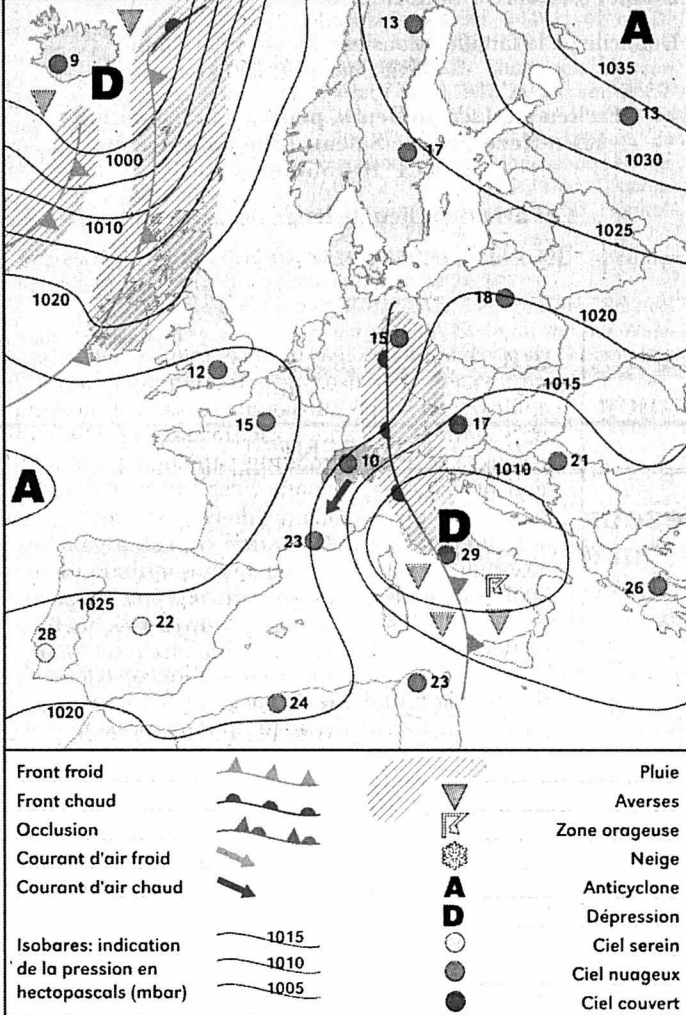 13
A
9
D
1035
13
1000
17
1030
1010
1025
1020
18
1020
15
12
1015
15
17
10
1010
21
A
D
23
29
26
1025
22
28
23
24
1020
Front froid
Pluie
Front chaud
Averses
Occlusion
Zone orageuse
Courant d'air froid
Neige
Courant d'air chaud
A
Anticyclone
D
Dépression
Isobares: indication
1015
Ciel serein
de la pression en
1010
Ciel nuageux
hectopascals (mbar)
1005
Ciel couvert